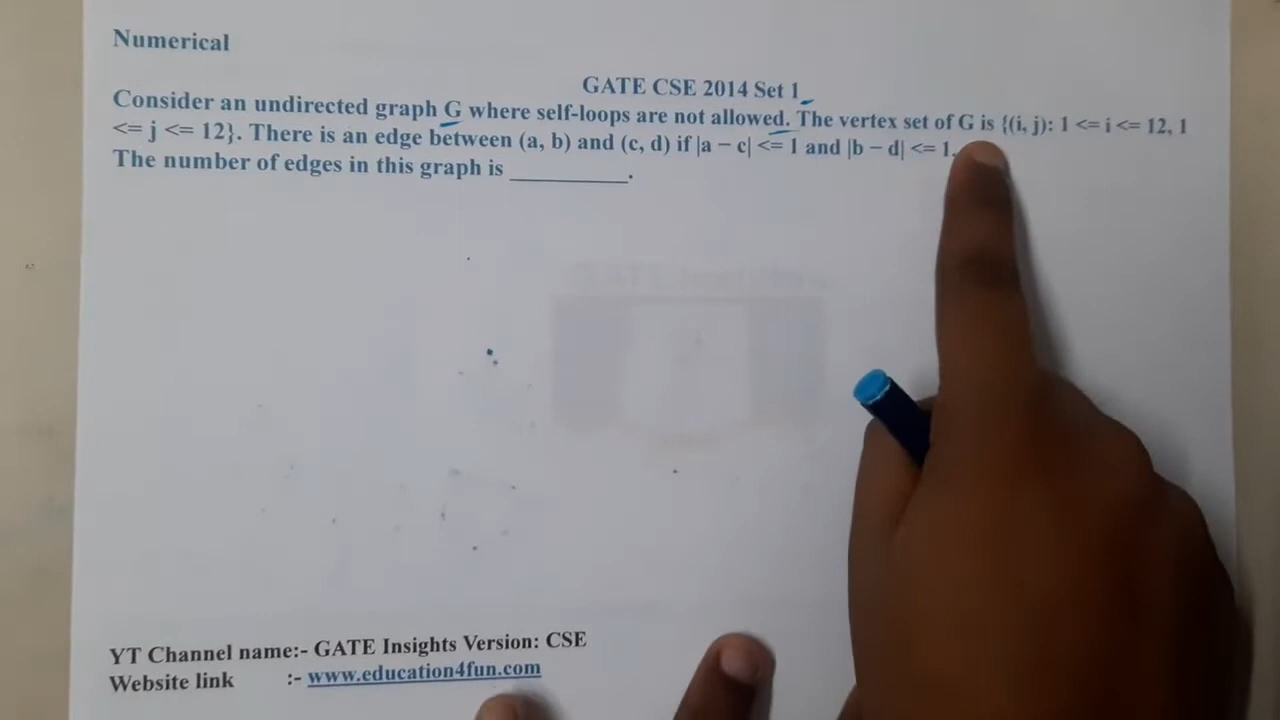 Numerical
GATE CSE 2014 Set 1
Consider an undirected graph G where self-loops are not allowed. The vertex set of G is {(i, j): 1 <= i <= 12, 1
<= j <= 12}. There is an edge between (a, b) and (c, d) if |a − c| <= 1 and |b − d| <= 1.
The number of edges in this graph is __________.
YT Channel name:- GATE Insights Version: CSE
Website link :- www.education4fun.com